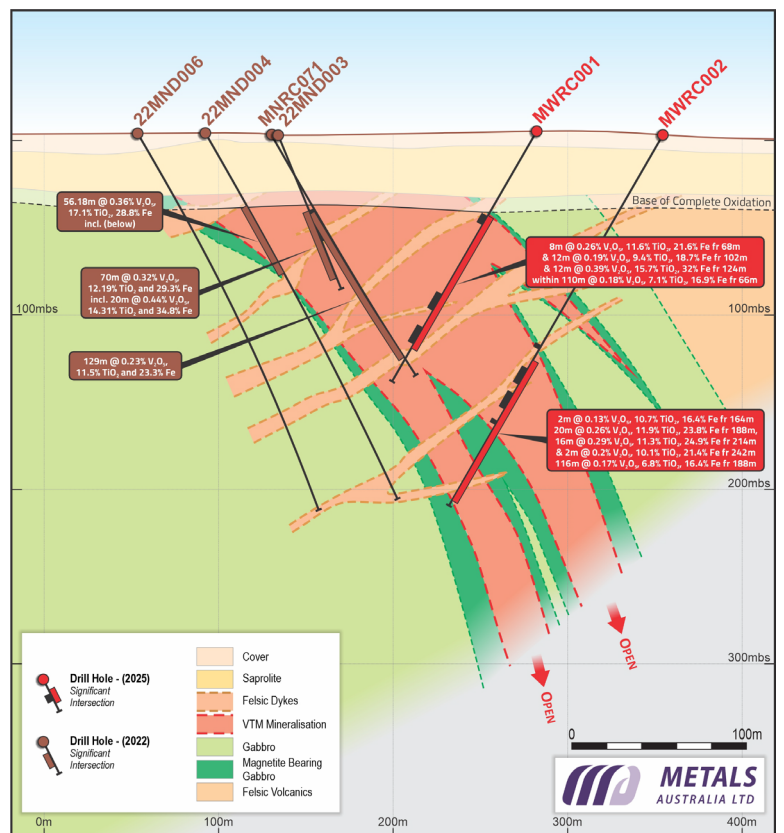 22MND006
22MND004
MNRC071
22MND003
MWRC001
MWRC002
Base of Complete Oxidation
56.18m @ 0.36% V₂O₅,
17.1% TiO₂, 28.8% Fe
incl. (below)
70m @ 0.32% V₂O₅,
12.19% TiO₂ and 29.3% Fe
incl. 20m @ 0.44% V₂O₅,
14.31% TiO₂ and 34.8% Fe
129m @ 0.23% V₂O₅,
11.5% TiO₂ and 23.3% Fe
8m @ 0.26% V₂O₅, 11.6% TiO₂, 21.6% Fe fr 68m
& 12m @ 0.19% V₂O₅, 9.4% TiO₂, 18.7% Fe fr 102m
& 12m @ 0.39% V₂O₅, 15.7% TiO₂, 32% Fe fr 124m
within 110m @ 0.18% V₂O₅, 7.1% TiO₂, 16.9% Fe fr 66m
2m @ 0.13% V₂O₅, 10.7% TiO₂, 16.4% Fe fr 164m
20m @ 0.26% V₂O₅, 11.9% TiO₂, 23.8% Fe fr 188m,
16m @ 0.29% V₂O₅, 11.3% TiO₂, 24.9% Fe fr 214m
& 2m @ 0.2% V₂O₅, 10.1% TiO₂, 21.4% Fe fr 242m
116m @ 0.17% V₂O₅, 6.8% TiO₂, 16.4% Fe fr 188m
100mbs
100mbs
200mbs
200mbs
300mbs
OPEN
OPEN
Drill Hole - (2025)
Significant
Intersection
Drill Hole - (2022)
Significant
Intersection
Cover
Saprolite
Felsic Dykes
VTM Mineralisation
Gabbro
Magnetite Bearing
Gabbro
Felsic Volcanics
0
100m
METALS
AUSTRALIA LTD
0m
100m
200m
300m
400m